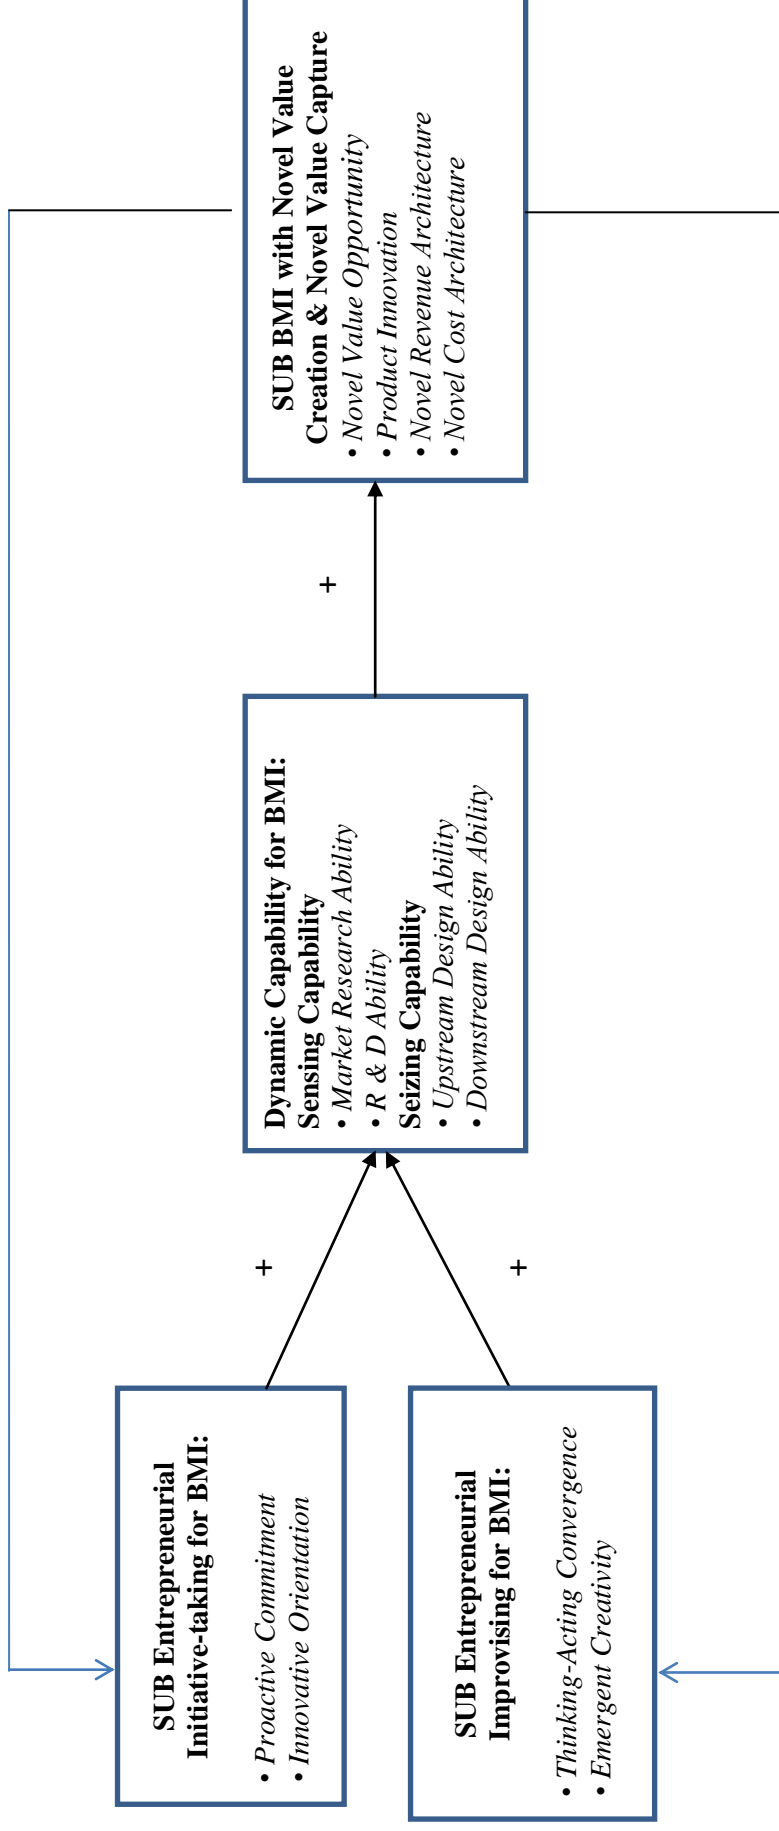 SUB Entrepreneurial
Initiative-taking for BMI:
• Proactive Commitment
• Innovative Orientation
SUB Entrepreneurial
Improvising for BMI:
• Thinking-Acting Convergence
• Emergent Creativity
+
+
Dynamic Capability for BMI:
Sensing Capability
• Market Research Ability
• R & D Ability
Seizing Capability
• Upstream Design Ability
• Downstream Design Ability
+
SUB BMI with Novel Value
Creation & Novel Value Capture
• Novel Value Opportunity
• Product Innovation
• Novel Revenue Architecture
• Novel Cost Architecture